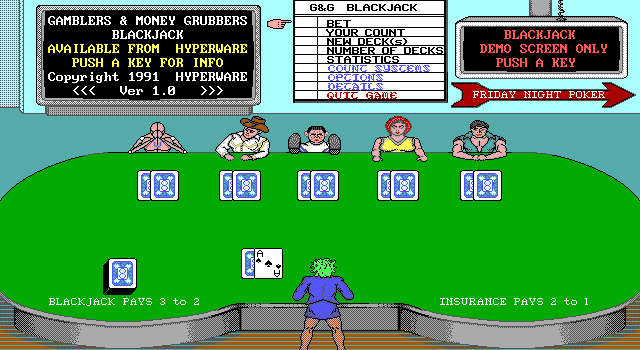 GAMBLERS & MONEY GRUBBERS
BLACKJACK
AVAILABLE FROM HYPERWARE
PUSH A KEY FOR INFO
Copyright 1991 HYPERWARE
<<< Ver 1.0 >>>
G&G BLACKJACK
BET
YOUR COUNT
NEW DECK(s)
NUMBER OF DECKS
STATISTICS
COUNT SYSTEMS
OPTIONS
DETAILS
QUIT GAME
BLACKJACK
DEMO SCREEN ONLY
PUSH A KEY
FRIDAY NIGHT POKER
A
A
BLACKJACK PAYS 3 to 2
INSURANCE PAYS 2 to 1